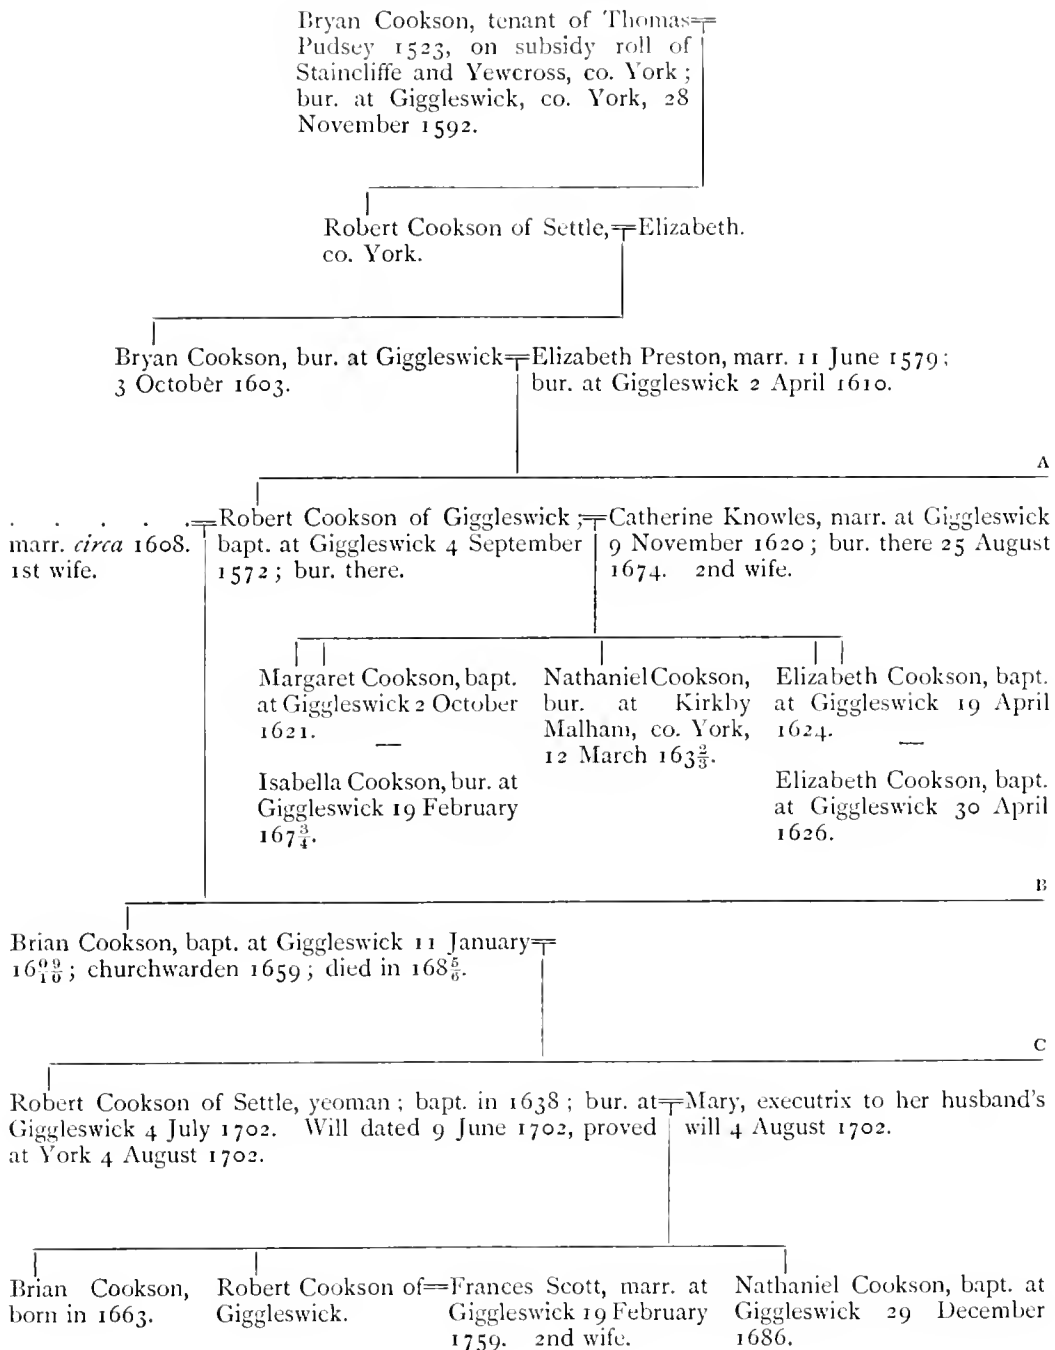 Bryan Cookson, tenant of Thomas
Pudsey 1523, on subsidy roll of
Staincliffe and Yewcross, co. York;
bur. at Giggleswick, co. York, 28
November 1592.
Robert Cookson of Settle,
co. York.
Elizabeth.
Bryan Cookson, bur. at Giggleswick
3 October 1603.
Elizabeth Preston, marr. 11 June 1579;
bur. at Giggleswick 2 April 1610.
A
. . . . .
marr. circa 1608.
1st wife.
Robert Cookson of Giggleswick;
bapt. at Giggleswick 4 September
1572; bur. there.
Catherine Knowles, marr. at Giggleswick
9 November 1620; bur. there 25 August
1674. 2nd wife.
Margaret Cookson, bapt.
at Giggleswick 2 October
1621.
—
Isabella Cookson, bur. at
Giggleswick 19 February
167¾.
Nathaniel Cookson,
bur. at Kirkby
Malham, co. York,
12 March 163⅔.
Elizabeth Cookson, bapt.
at Giggleswick 19 April
1624.
—
Elizabeth Cookson, bapt.
at Giggleswick 30 April
1626.
B
Brian Cookson, bapt. at Giggleswick 11 January
16 09/10; churchwarden 1659; died in 168⅚.
C
Robert Cookson of Settle, yeoman; bapt. in 1638; bur. at
Giggleswick 4 July 1702. Will dated 9 June 1702, proved
at York 4 August 1702.
Mary, executrix to her husband's
will 4 August 1702.
Brian Cookson,
born in 1663.
Robert Cookson of
Giggleswick.
Frances Scott, marr. at
Giggleswick 19 February
1759. 2nd wife.
Nathaniel Cookson, bapt. at
Giggleswick 29 December
1686.